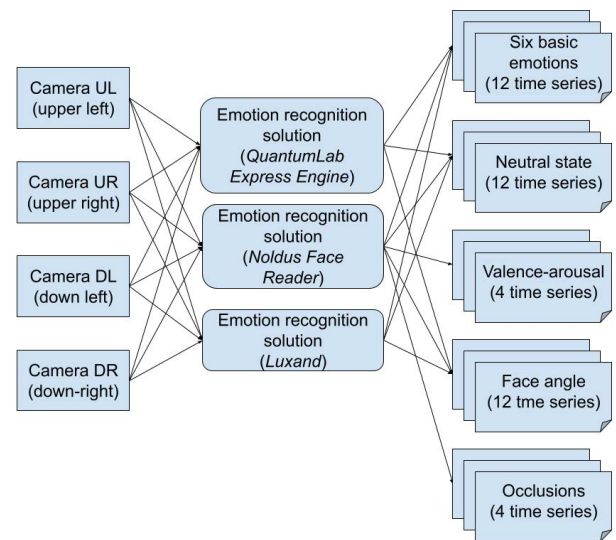 Camera UL
(upper left)
Camera UR
(upper right)
Camera DL
(down left)
Camera DR
(down-right)
Emotion recognition
solution
(QuantumLab
Express Engine)
Emotion recognition
solution
(Noldus Face
Reader)
Emotion recognition
solution
(Luxand)
Six basic
emotions
(12 time series)
Neutral state
(12 time series)
Valence-arousal
(4 time series)
Face angle
(12 tme series)
Occlusions
(4 time series)